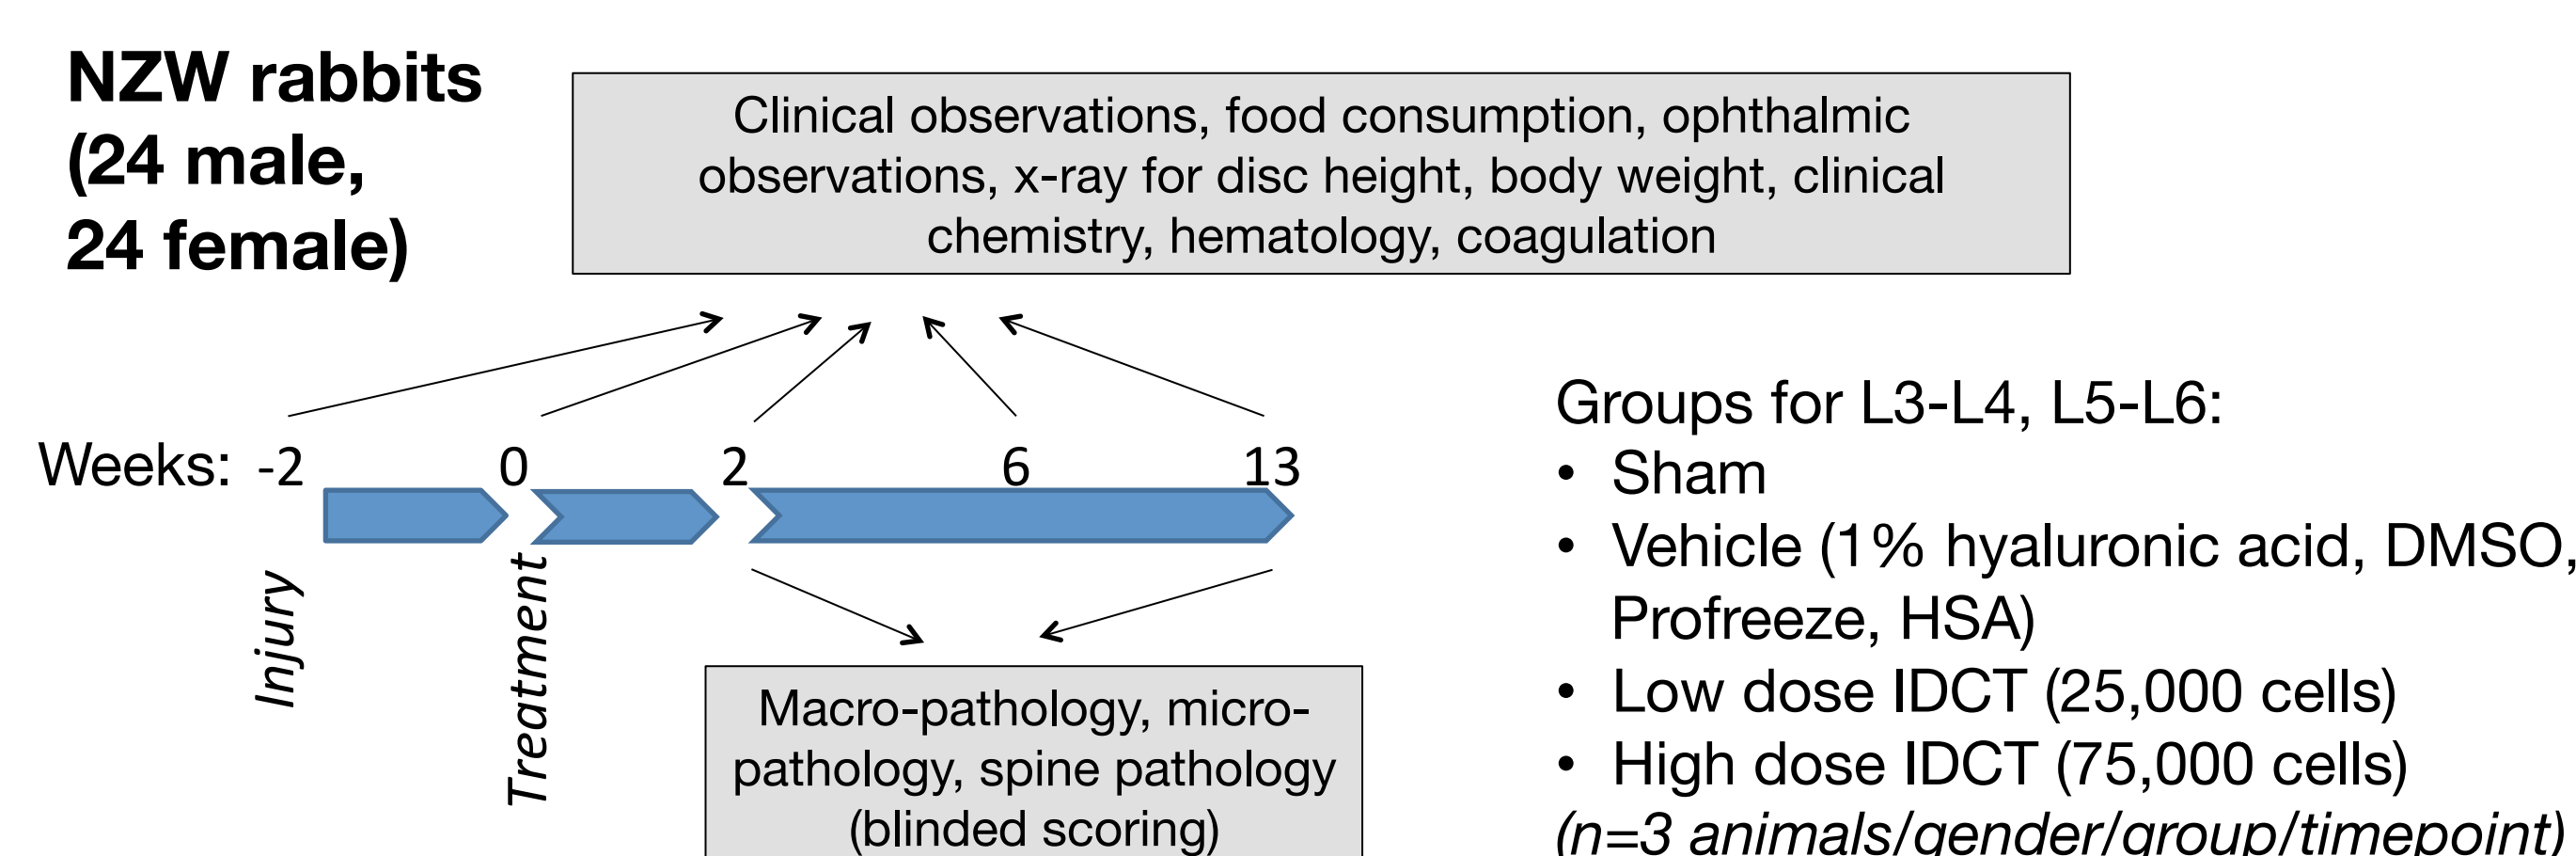 NZW rabbits
(24 male,
24 female)
Clinical observations, food consumption, ophthalmic
observations, x-ray for disc height, body weight, clinical
chemistry, hematology, coagulation
Weeks: -2 0 2 6 13
Injury
Treatment
Macro-pathology, micro-
pathology, spine pathology
(blinded scoring)
Groups for L3-L4, L5-L6:
• Sham
• Vehicle (1% hyaluronic acid, DMSO,
Profreeze, HSA)
• Low dose IDCT (25,000 cells)
• High dose IDCT (75,000 cells)
(n=3 animals/gender/group/timepoint)